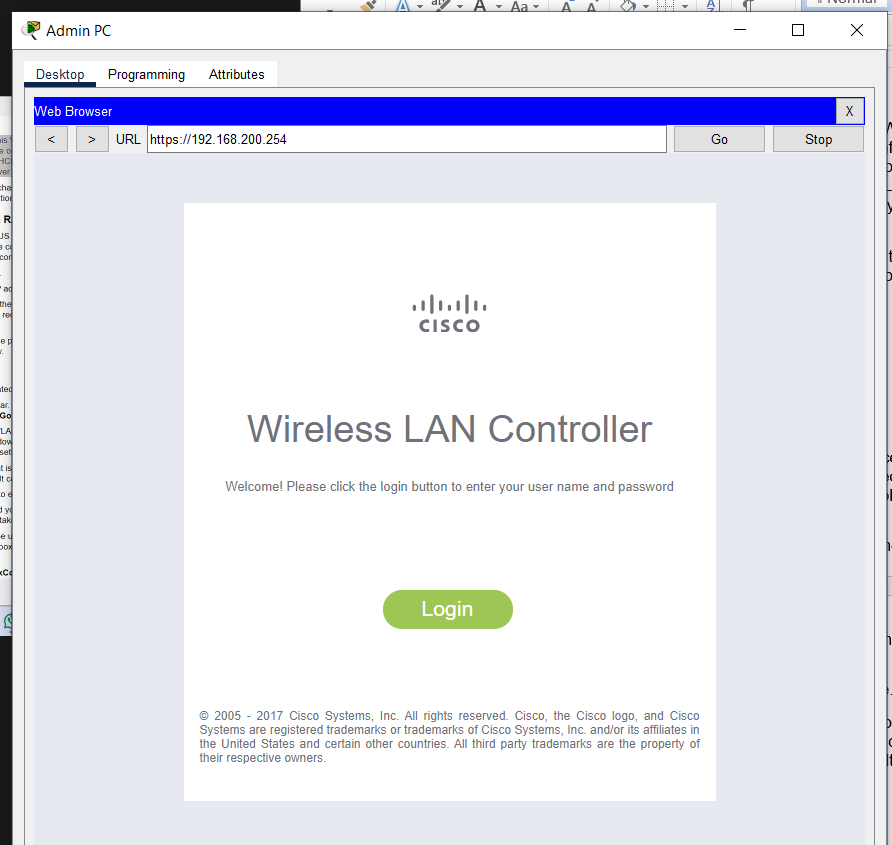 Normal
Aa
Admin PC
Desktop Programming Attributes
Web Browser X
< > URL https://192.168.200.254 Go Stop
CISCO
Wireless LAN Controller
Welcome! Please click the login button to enter your user name and password
Login
© 2005 - 2017 Cisco Systems, Inc. All rights reserved. Cisco, the Cisco logo, and Cisco
Systems are registered trademarks or trademarks of Cisco Systems, Inc. and/or its affiliates in
the United States and certain other countries. All third party trademarks are the property of
their respective owners.